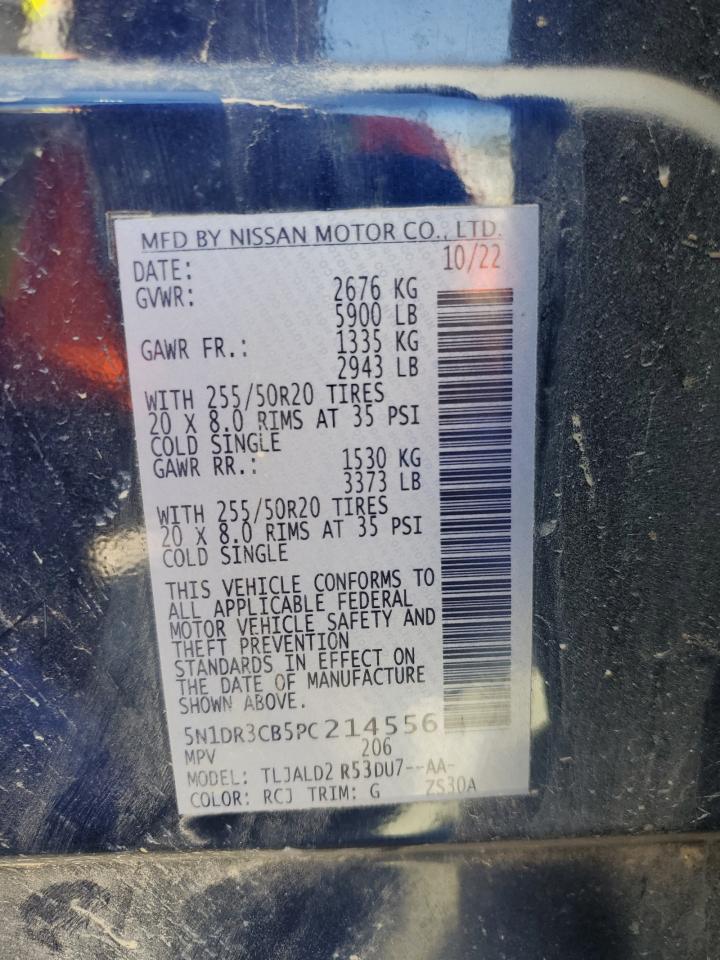 MFD BY NISSAN MOTOR CO., LTD.
DATE: 10/22
GVWR: 2676 KG
5900 LB
GAWR FR.: 1335 KG
2943 LB
WITH 255/50R20 TIRES
20 X 8.0 RIMS AT 35 PSI
COLD SINGLE
GAWR RR.: 1530 KG
3373 LB
WITH 255/50R20 TIRES
20 X 8.0 RIMS AT 35 PSI
COLD SINGLE
THIS VEHICLE CONFORMS TO
ALL APPLICABLE FEDERAL
MOTOR VEHICLE SAFETY AND
THEFT PREVENTION
STANDARDS IN EFFECT ON
THE DATE OF MANUFACTURE
SHOWN ABOVE.
5N1DR3CB5PC214556
MPV 206
MODEL: TLJALD2 R53DU7--AA-
COLOR: RCJ TRIM: G ZS30A